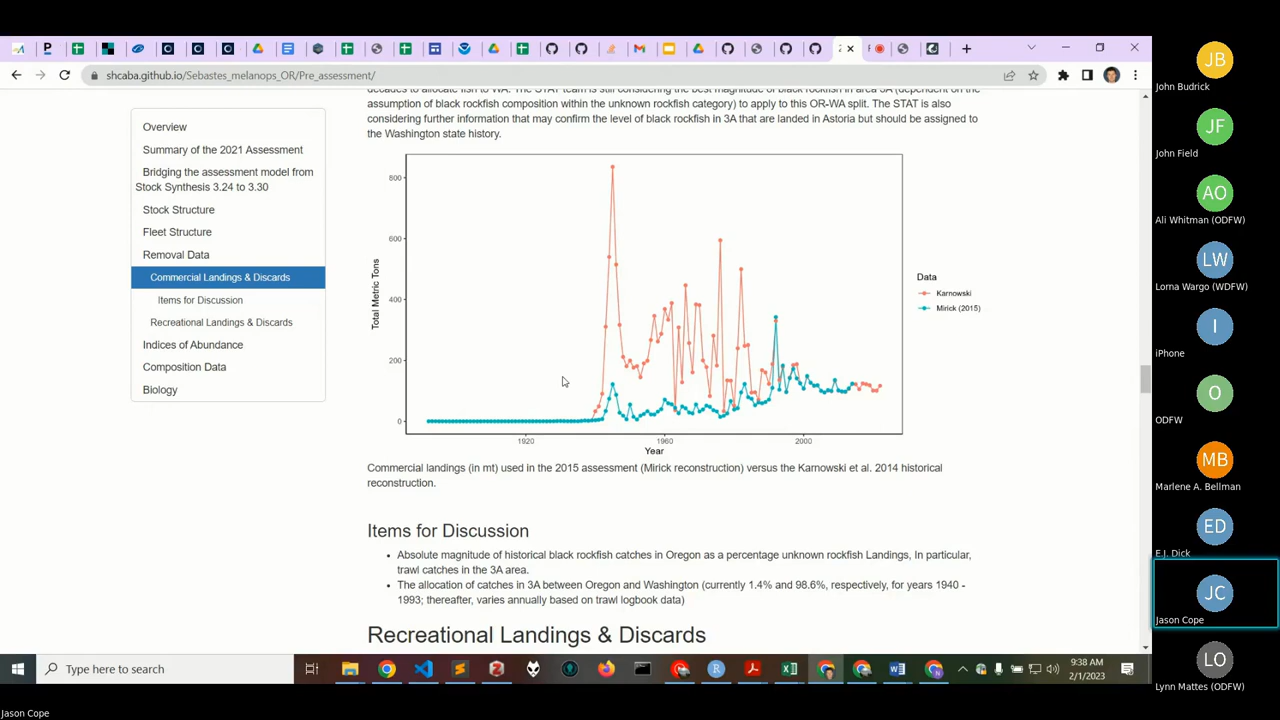 shcaba.github.io/Sebastes_melanops_OR/Pre_assessment/
Overview
Summary of the 2021 Assessment
Bridging the assessment model from
Stock Synthesis 3.24 to 3.30
Stock Structure
Fleet Structure
Removal Data
Commercial Landings & Discards
Items for Discussion
Recreational Landings & Discards
Indices of Abundance
Composition Data
Biology
decades to allocate fish to WA. The STAT team is still considering the best magnitude of black rockfish in area 3A (dependent on the
assumption of black rockfish composition within the unknown rockfish category) to apply to this OR-WA split. The STAT is also
considering further information that may confirm the level of black rockfish in 3A that are landed in Astoria but should be assigned to
the Washington state history.
800
600
400
200
0
Total Metric Tons
1920
1960
2000
Year
Data
Karnowski
Mirick (2015)
Commercial landings (in mt) used in the 2015 assessment (Mirick reconstruction) versus the Karnowski et al. 2014 historical
reconstruction.
Items for Discussion
• Absolute magnitude of historical black rockfish catches in Oregon as a percentage unknown rockfish Landings, In particular,
trawl catches in the 3A area.
• The allocation of catches in 3A between Oregon and Washington (currently 1.4% and 98.6%, respectively, for years 1940 -
1993; thereafter, varies annually based on trawl logbook data)
Recreational Landings & Discards
Type here to search
9:38 AM
2/1/2023
JB
John Budrick
JF
John Field
AO
Ali Whitman (ODFW)
LW
Lorna Wargo (WDFW)
I
iPhone
O
ODFW
MB
Marlene A. Bellman
ED
E.J. Dick
JC
Jason Cope
LO
Lynn Mattes (ODFW)
Jason Cope